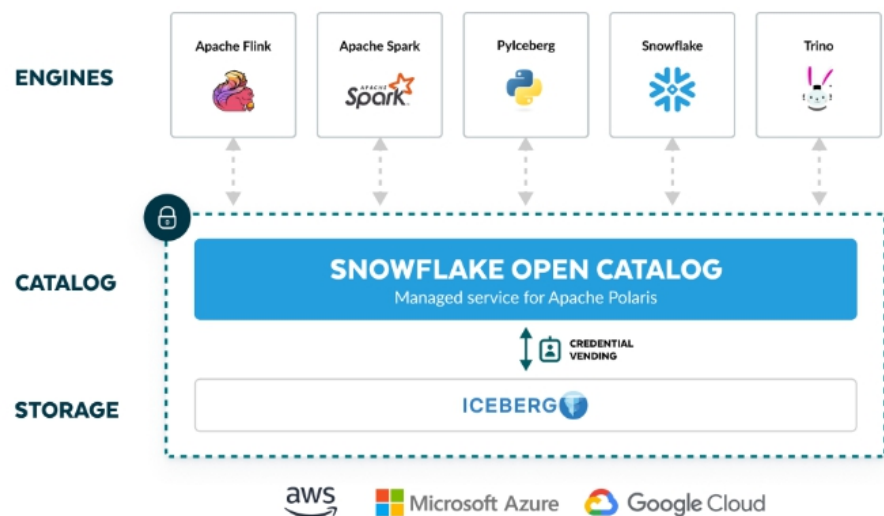 ENGINES
Apache Flink
Apache Spark
APACHE
Spark
PyIceberg
Snowflake
Trino
CATALOG
SNOWFLAKE OPEN CATALOG
Managed service for Apache Polaris
CREDENTIAL
VENDING
STORAGE
ICEBERG
aws
Microsoft Azure
Google Cloud